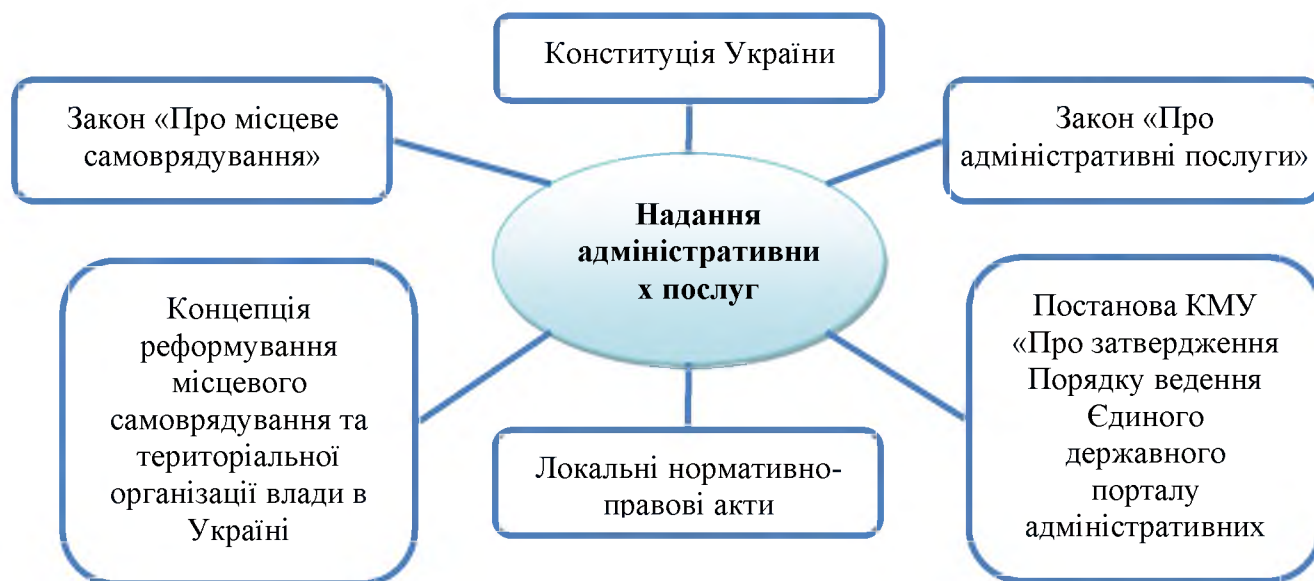 Конституція України
Закон «Про місцеве
самоврядування»
Закон «Про
адміністративні послуги»
Надання
адміністративни
х послуг
Концепція
реформування
місцевого
самоврядування та
територіальної
організації влади в
Україні
Локальні нормативно-
правові акти
Постанова КМУ
«Про затвердження
Порядку ведення
Єдиного
державного
порталу
адміністративних